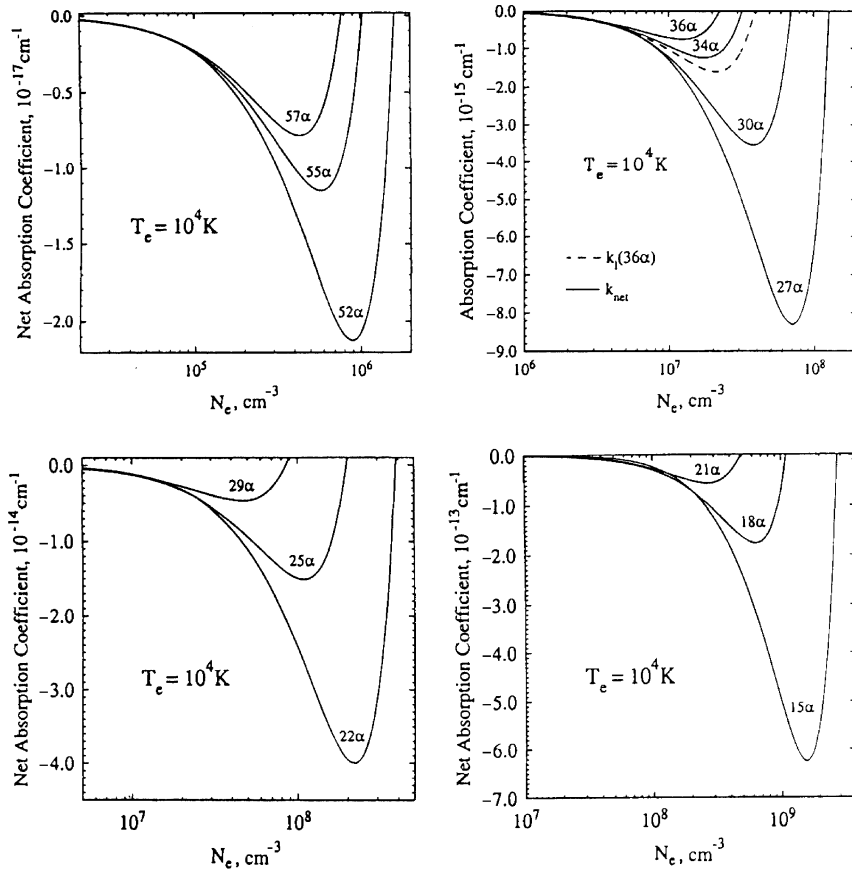 Net Absorption Coefficient, 10⁻¹⁷cm⁻¹
0.0
−0.5
−1.0
−1.5
−2.0
57α
55α
52α
Tₑ = 10⁴K
10⁵
10⁶
Nₑ, cm⁻³
Absorption Coefficient, 10⁻¹⁵cm⁻¹
0.0
−1.0
−2.0
−3.0
−4.0
−5.0
−6.0
−7.0
−8.0
−9.0
36α
34α
30α
27α
Tₑ = 10⁴K
kₗ(36α)
kₙₑₜ
10⁶
10⁷
10⁸
Nₑ, cm⁻³
Net Absorption Coefficient, 10⁻¹⁴cm⁻¹
0.0
−1.0
−2.0
−3.0
−4.0
29α
25α
22α
Tₑ = 10⁴K
10⁷
10⁸
Nₑ, cm⁻³
Net Absorption Coefficient, 10⁻¹³cm⁻¹
0.0
−1.0
−2.0
−3.0
−4.0
−5.0
−6.0
−7.0
21α
18α
15α
Tₑ = 10⁴K
10⁷
10⁸
10⁹
Nₑ, cm⁻³